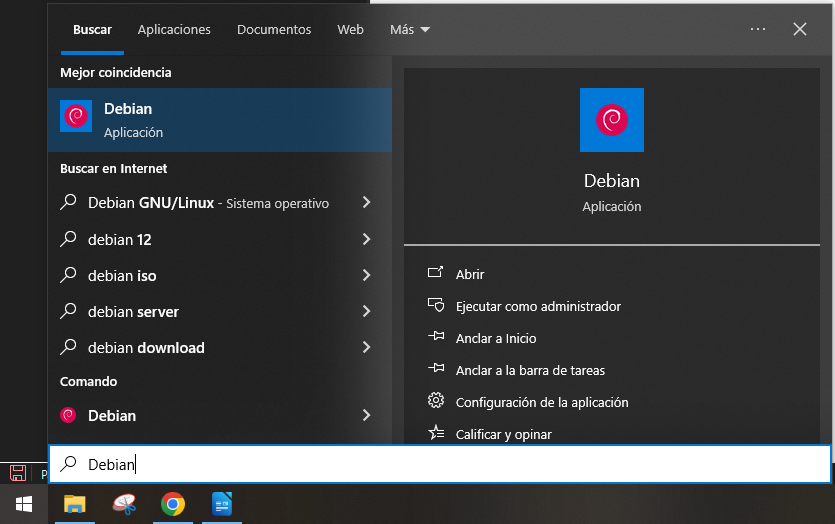 Buscar Aplicaciones Documentos Web Más
Mejor coincidencia
Debian
Aplicación
Buscar en Internet
Debian GNU/Linux - Sistema operativo
debian 12
debian iso
debian server
debian download
Comando
Debian
Debian
Aplicación
Abrir
Ejecutar como administrador
Anclar a Inicio
Anclar a la barra de tareas
Configuración de la aplicación
Calificar y opinar
P
Debian